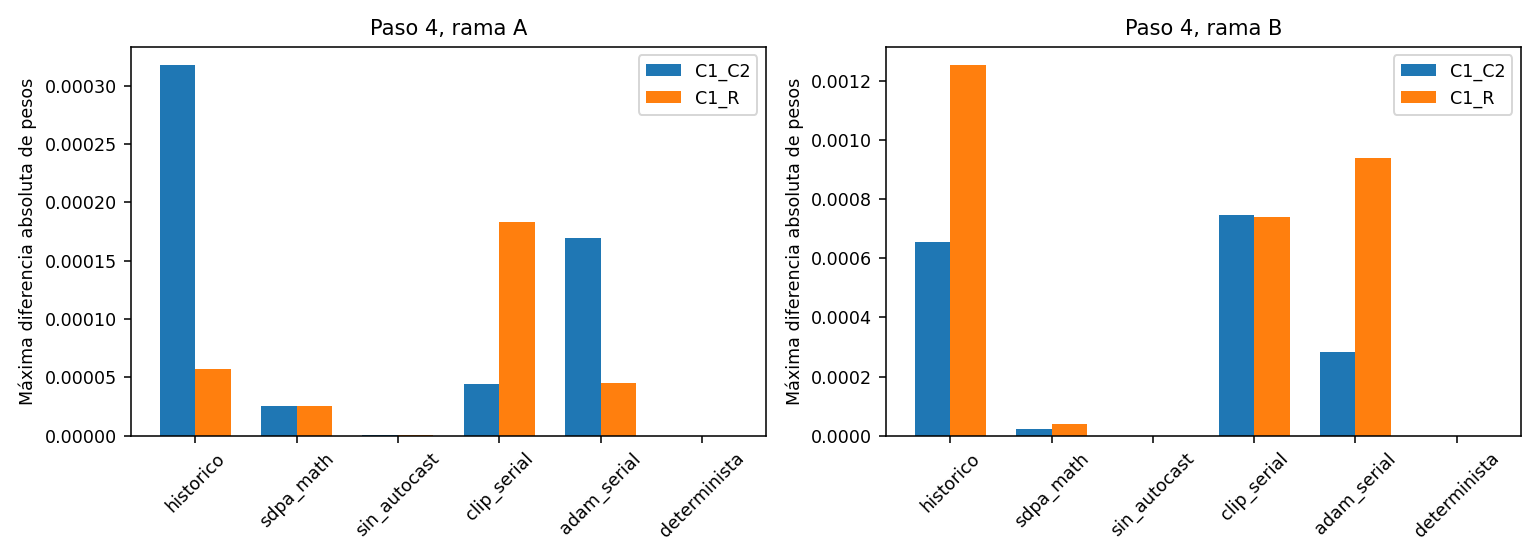 Paso 4, rama A
Máxima diferencia absoluta de pesos
0.00030
0.00025
0.00020
0.00015
0.00010
0.00005
0.00000
C1_C2
C1_R
historico
sdpa_math
sin_autocast
clip_serial
adam_serial
determinista
Paso 4, rama B
Máxima diferencia absoluta de pesos
0.0012
0.0010
0.0008
0.0006
0.0004
0.0002
0.0000
C1_C2
C1_R
historico
sdpa_math
sin_autocast
clip_serial
adam_serial
determinista